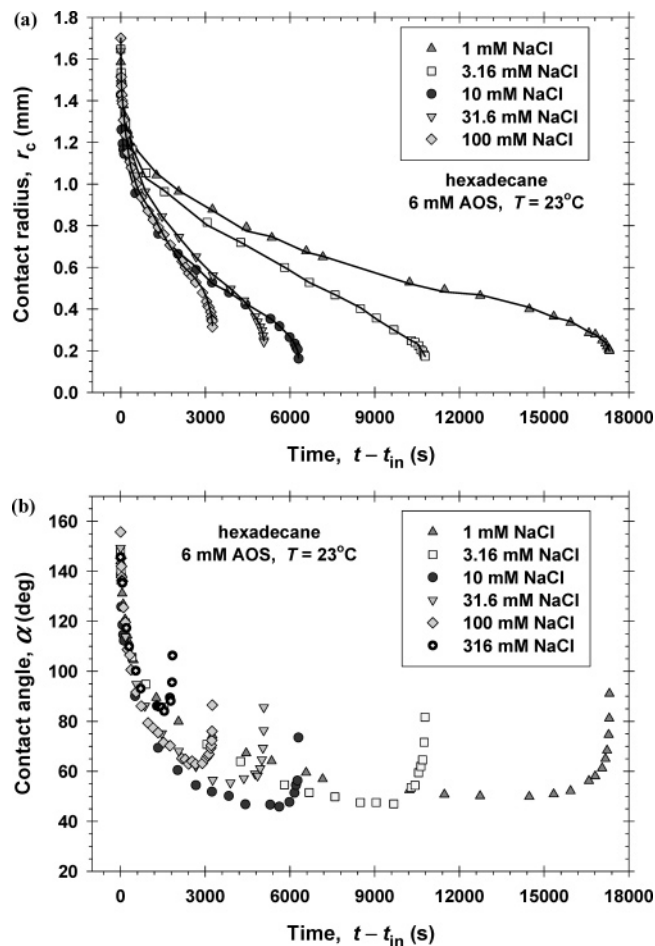 (a)
1.8
1.6
1.4
1.2
1.0
0.8
0.6
0.4
0.2
0.0
Contact radius, r_c (mm)
1 mM NaCl
3.16 mM NaCl
10 mM NaCl
31.6 mM NaCl
100 mM NaCl
hexadecane
6 mM AOS, T = 23°C
0 3000 6000 9000 12000 15000 18000
Time, t – t_in (s)
(b)
160
140
120
100
80
60
40
20
Contact angle, α (deg)
hexadecane
6 mM AOS, T = 23°C
1 mM NaCl
3.16 mM NaCl
10 mM NaCl
31.6 mM NaCl
100 mM NaCl
316 mM NaCl
0 3000 6000 9000 12000 15000 18000
Time, t – t_in (s)